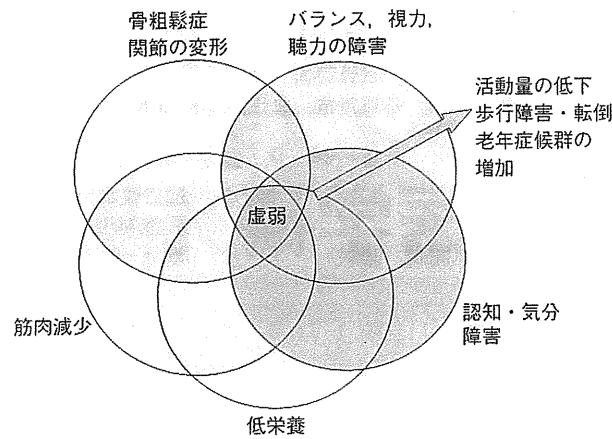 骨粗鬆症
関節の変形
バランス，視力，
聴力の障害
活動量の低下
歩行障害・転倒
老年症候群の
増加
虚弱
筋肉減少
認知・気分
障害
低栄養